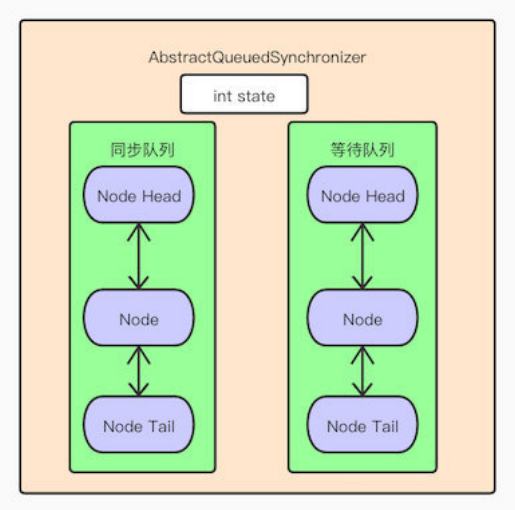 AbstractQueuedSynchronizer
int state
同步队列
Node Head
Node
Node Tail
等待队列
Node Head
Node
Node Tail